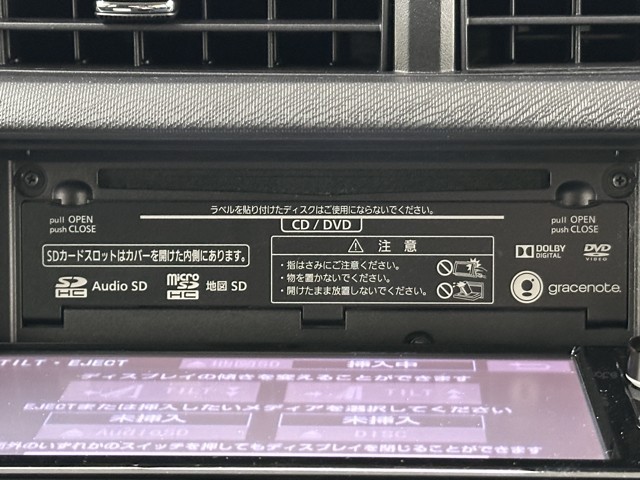 ラベルを貼り付けたディスクはご使用にならないでください。
CD / DVD
pull OPEN
push CLOSE
pull OPEN
push CLOSE
SDカードスロットはカバーを開けた内側にあります。
SD HC Audio SD
micro SD HC 地図 SD
⚠ 注 意
・指はさみにご注意ください。
・物を置かないでください。
・開けたまま放置しないでください。
DOLBY DIGITAL
DVD VIDEO
gracenote.
TILT・EJECT
挿入中
ディスプレイの傾きを変えることができます
TILT
TILT
EJECTまたは挿入したいメディアを選択してください
未挿入
未挿入
Audio SD
DISC
外のいずれかのスイッチを押してもディスプレイを閉じることができます